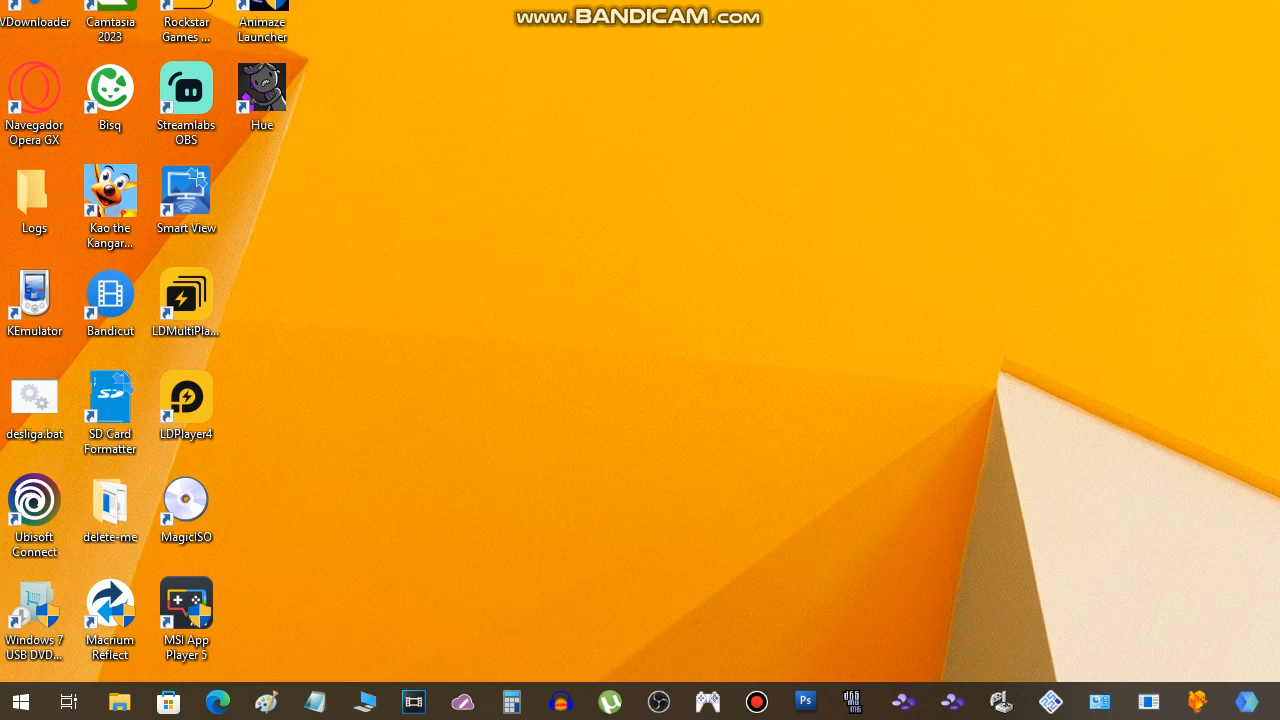 www.BANDICAM.com
Camtasia
2023
Rockstar
Games ...
Animaze
Launcher
Navegador
Opera GX
Bisq
Streamlabs
OBS
Hue
Logs
Kao the
Kangar...
Smart View
KEmulator
Bandicut
LDMultiPla...
desliga.bat
SD
SD Card
Formatter
LDPlayer4
Ubisoft
Connect
delete-me
MagicISO
Windows 7
USB DVD...
Macrium
Reflect
MSI App
Player 5
Ps